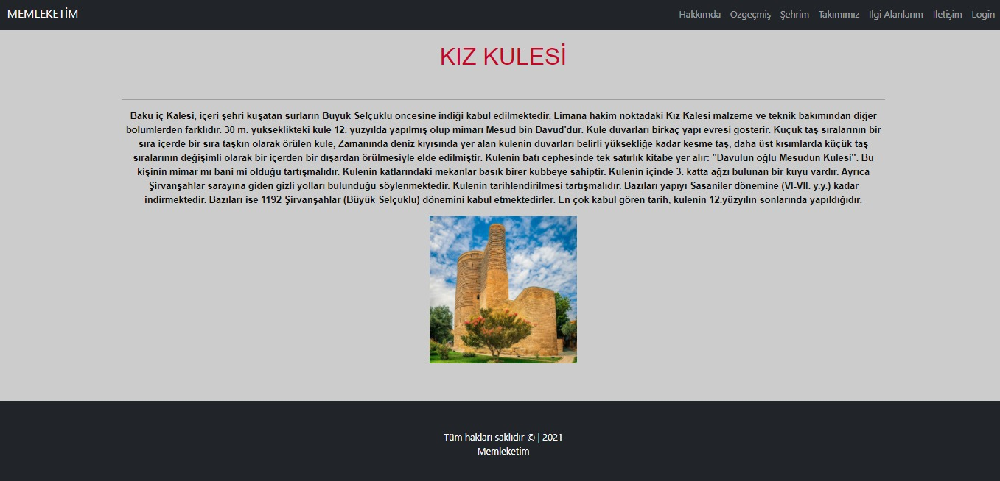 MEMLEKETİM
Hakkımda Özgeçmiş Şehrim Takımımız İlgi Alanlarım İletişim Login
KIZ KULESİ
Bakü iç Kalesi, içeri şehri kuşatan surların Büyük Selçuklu öncesine indiği kabul edilmektedir. Limana hakim noktadaki Kız Kalesi malzeme ve teknik bakımından diğer
bölümlerden farklıdır. 30 m. yükseklikteki kule 12. yüzyılda yapılmış olup mimarı Mesud bin Davud'dur. Kule duvarları birkaç yapı evresi gösterir. Küçük taş sıralarının bir
sıra içerde bir sıra taşkın olarak örülen kule, Zamanında deniz kıyısında yer alan kulenin duvarları belirli yüksekliğe kadar kesme taş, daha üst kısımlarda küçük taş
sıralarının değişimli olarak bir içerden bir dışardan örülmesiyle elde edilmiştir. Kulenin batı cephesinde tek satırlık kitabe yer alır: "Davulun oğlu Mesudun Kulesi". Bu
kişinin mimar mı bani mi olduğu tartışmalıdır. Kulenin katlarındaki mekanlar basık birer kubbeye sahiptir. Kulenin içinde 3. katta ağzı bulunan bir kuyu vardır. Ayrıca
Şirvanşahlar sarayına giden gizli yolları bulunduğu söylenmektedir. Kulenin tarihlendirilmesi tartışmalıdır. Bazıları yapıyı Sasaniler dönemine (VI-VII. y.y.) kadar
indirmektedir. Bazıları ise 1192 Şirvanşahlar (Büyük Selçuklu) dönemini kabul etmektedirler. En çok kabul gören tarih, kulenin 12.yüzyılın sonlarında yapıldığıdır.
Tüm hakları saklıdır © | 2021
Memleketim